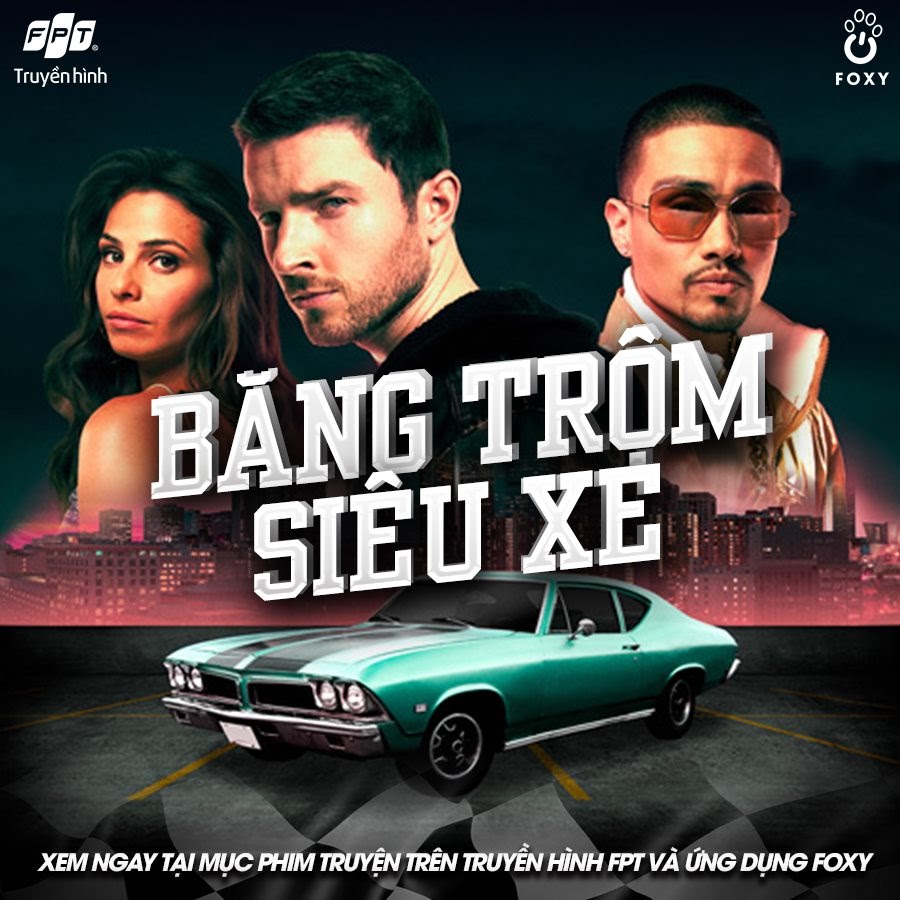 FPT
Truyền hình
FOXY
BĂNG TRỘM
SIÊU XE
XEM NGAY TẠI MỤC PHIM TRUYỆN TRÊN TRUYỀN HÌNH FPT VÀ ỨNG DỤNG FOXY